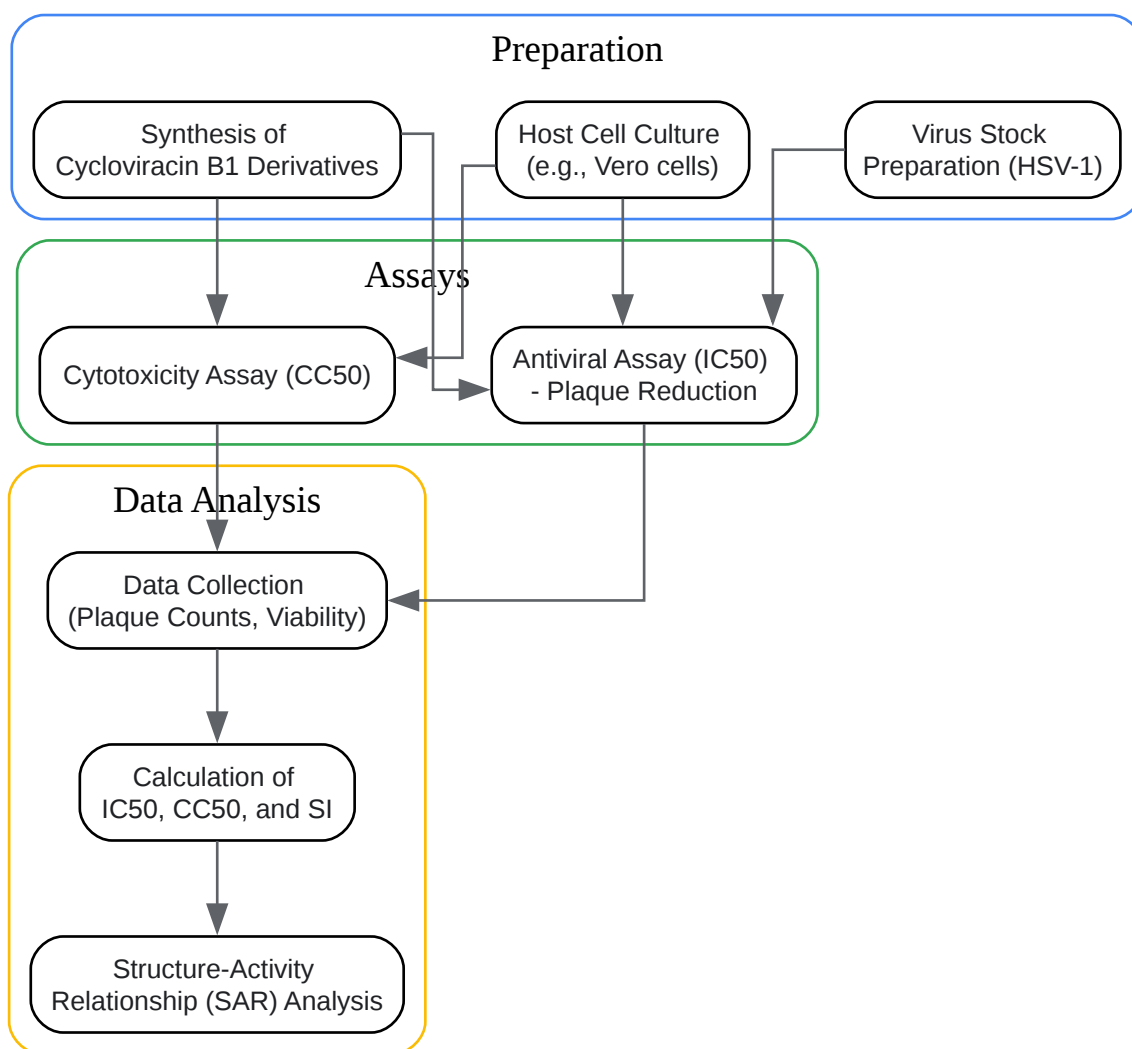 Preparation
Synthesis of
Cycloviracin B1 Derivatives
Host Cell Culture
(e.g., Vero cells)
Virus Stock
Preparation (HSV-1)
Assays
Cytotoxicity Assay (CC50)
Antiviral Assay (IC50)
- Plaque Reduction
Data Analysis
Data Collection
(Plaque Counts, Viability)
Calculation of
IC50, CC50, and SI
Structure-Activity
Relationship (SAR) Analysis